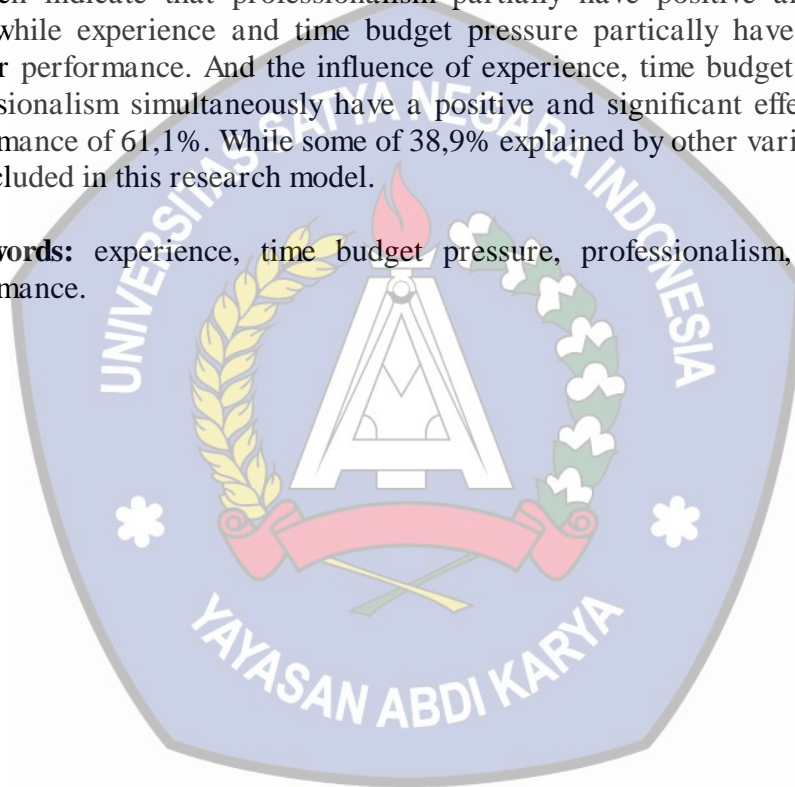 indicate that professionalism partially have positive
while experience and time budget pressure partically have
performance. And the influence of experience, time budget
sionalism simultaneously have a positive and significant
mance of 61,1%. While some of 38,9% explained by other
cluded in this research model.
words: experience, time budget pressure, professionalism,
mance.
UNIVERSITAS SATYA NEGARA INDONESIA
YAYASAN ABDI KARYA